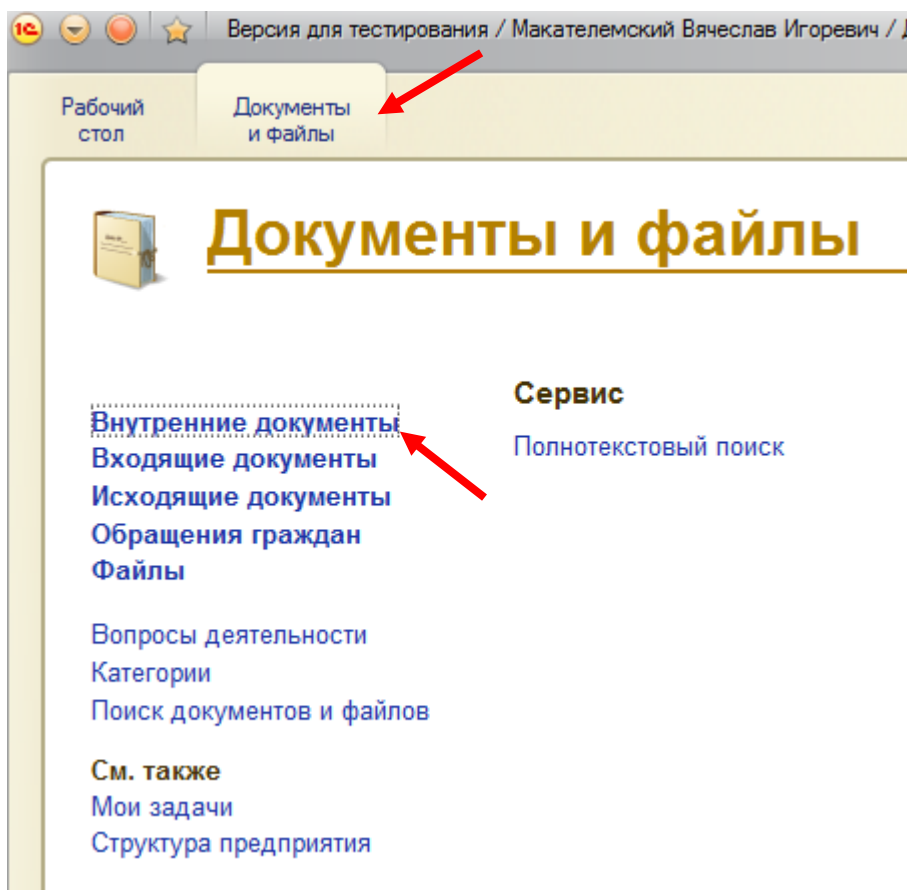 1С Версия для тестирования / Макателемский Вячеслав Игоревич /
Рабочий
стол
Документы
и файлы
Документы и файлы
Внутренние документы
Входящие документы
Исходящие документы
Обращения граждан
Файлы
Вопросы деятельности
Категории
Поиск документов и файлов
См. также
Мои задачи
Структура предприятия
Сервис
Полнотекстовый поиск